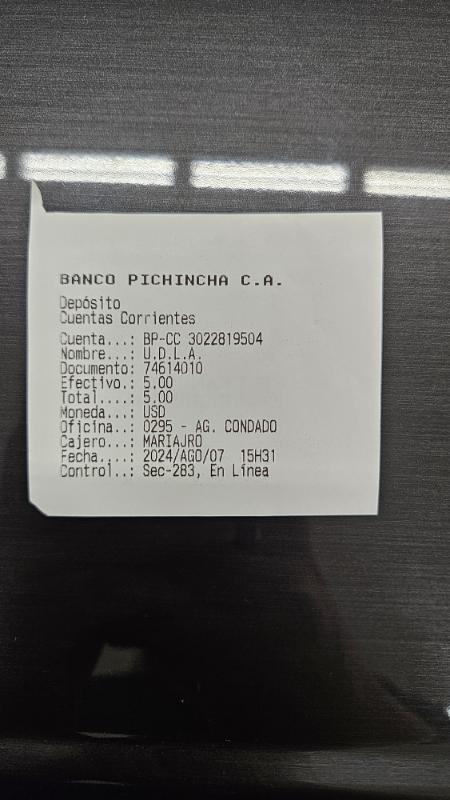 BANCO PICHINCHA C.A.
Depósito
Cuentas Corrientes
Cuenta...: BP-CC 3022819504
Nombre...: U.D.L.A.
Documento: 74614010
Efectivo.: 5.00
Total....: 5.00
Moneda...: USD
Oficina..: 0295 - AG. CONDADO
Cajero...: MARIAJRO
Fecha....: 2024/AGO/07 15H31
Control..: Sec-283, En Línea